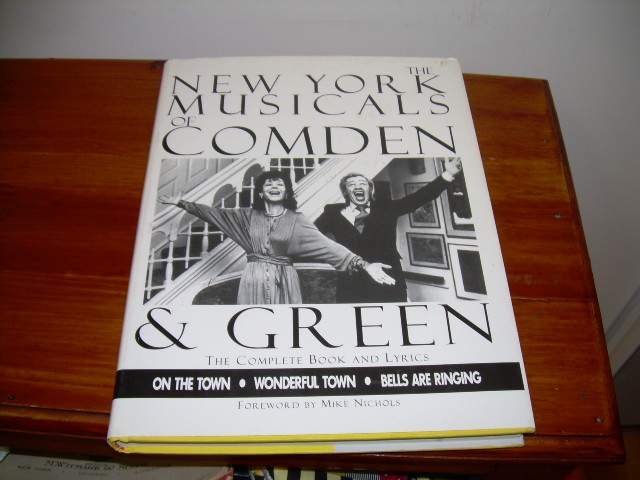 THE
NEW YORK
MUSICALS
OF
COMDEN
& GREEN
THE COMPLETE BOOK AND LYRICS
ON THE TOWN • WONDERFUL TOWN • BELLS ARE RINGING
FOREWORD BY MIKE NICHOLS